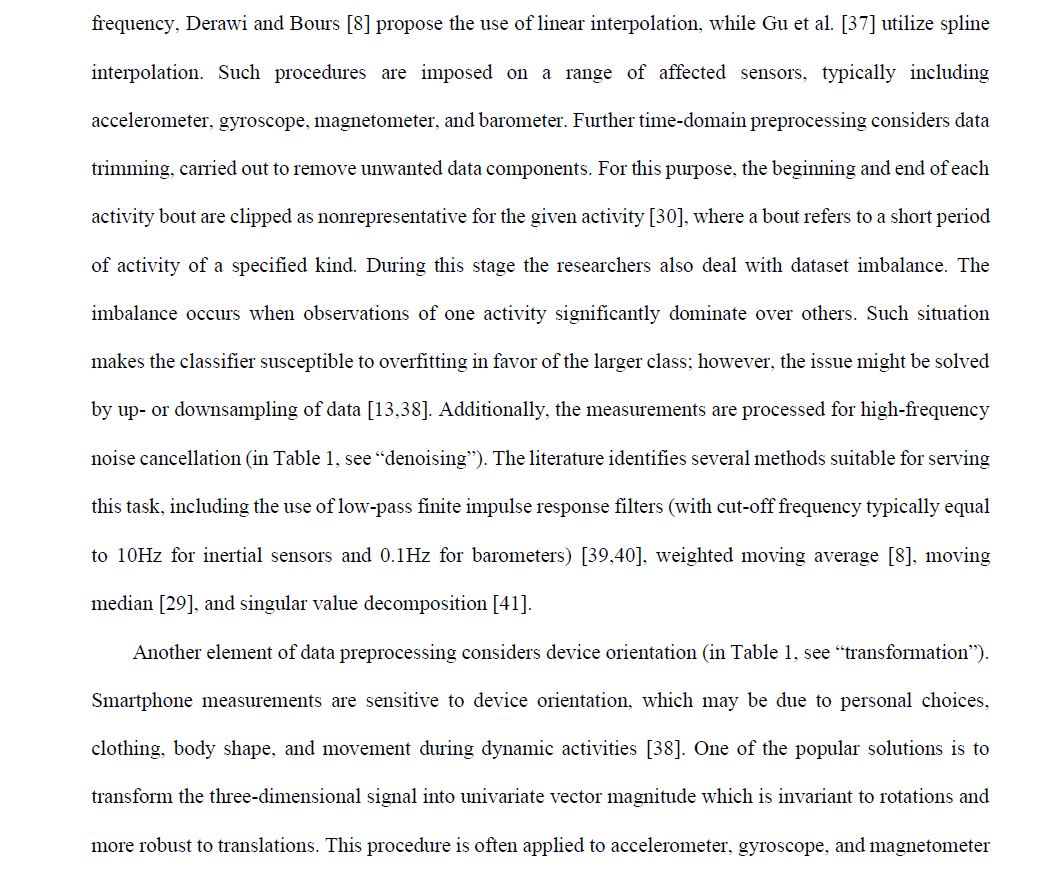 frequency, Derawi and Bours [8] propose the use of linear interpolation, while Gu et al. [37] utilize spline
interpolation. Such procedures are imposed on a range of affected sensors, typically including
accelerometer, gyroscope, magnetometer, and barometer. Further time-domain preprocessing considers data
trimming, carried out to remove unwanted data components. For this purpose, the beginning and end of each
activity bout are clipped as nonrepresentative for the given activity [30], where a bout refers to a short period
of activity of a specified kind. During this stage the researchers also deal with dataset imbalance. The
imbalance occurs when observations of one activity significantly dominate over others. Such situation
makes the classifier susceptible to overfitting in favor of the larger class; however, the issue might be solved
by up- or downsampling of data [13,38]. Additionally, the measurements are processed for high-frequency
noise cancellation (in Table 1, see “denoising”). The literature identifies several methods suitable for serving
this task, including the use of low-pass finite impulse response filters (with cut-off frequency typically equal
to 10Hz for inertial sensors and 0.1Hz for barometers) [39,40], weighted moving average [8], moving
median [29], and singular value decomposition [41].
Another element of data preprocessing considers device orientation (in Table 1, see “transformation”).
Smartphone measurements are sensitive to device orientation, which may be due to personal choices,
clothing, body shape, and movement during dynamic activities [38]. One of the popular solutions is to
transform the three-dimensional signal into univariate vector magnitude which is invariant to rotations and
more robust to translations. This procedure is often applied to accelerometer, gyroscope, and magnetometer